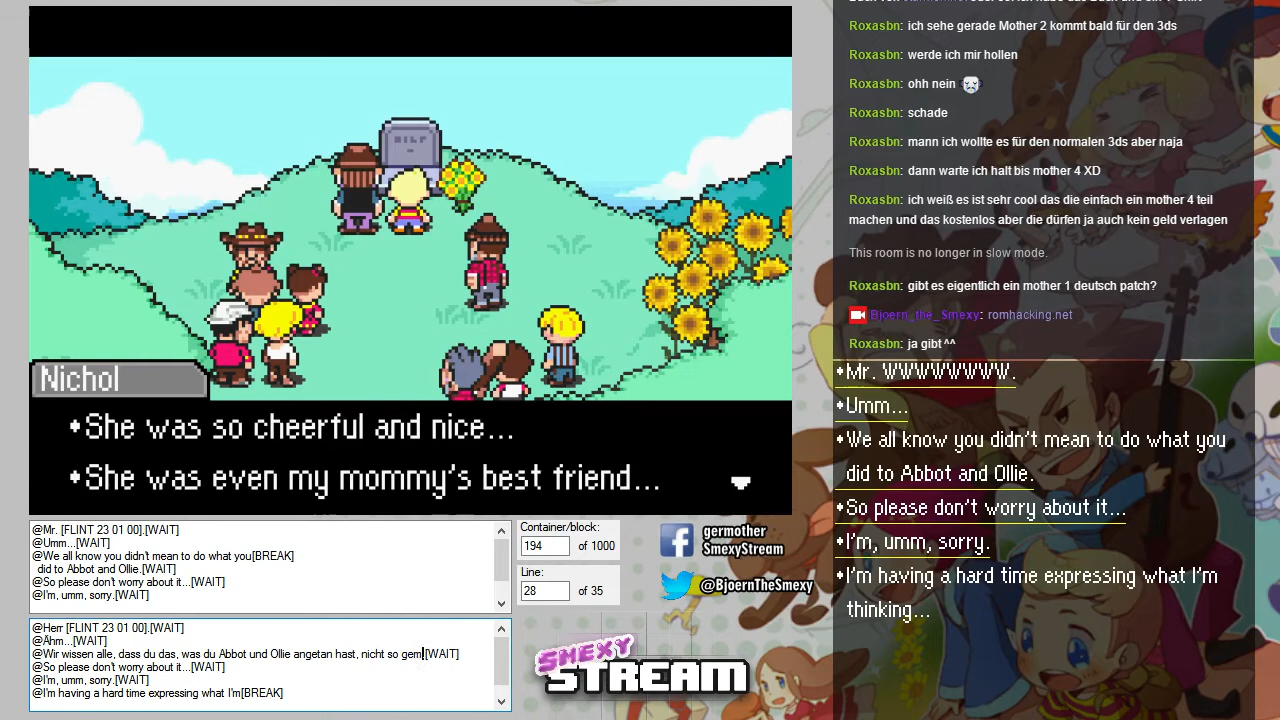 Nichol
•She was so cheerful and nice...
•She was even my mommy's best friend...
@Mr. [FLINT 23 01 00].[WAIT]
@Umm...[WAIT]
@We all know you didn't mean to do what you[BREAK]
did to Abbot and Ollie.[WAIT]
@So please don't worry about it...[WAIT]
@I'm, umm, sorry.[WAIT]
@Herr [FLINT 23 01 00].[WAIT]
@Ähm...[WAIT]
@Wir wissen alle, dass du das, was du Abbot und Ollie angetan hast, nicht so gem[WAIT]
@So please don't worry about it...[WAIT]
@I'm, umm, sorry.[WAIT]
@I'm having a hard time expressing what I'm[BREAK]
Container/block:
194 of 1000
Line:
28 of 35
germother
SmexyStream
@BjoernTheSmexy
SMEXY
STREAM
Roxasbn: ich sehe gerade Mother 2 kommt bald für den 3ds
Roxasbn: werde ich mir hollen
Roxasbn: ohh nein
Roxasbn: schade
Roxasbn: mann ich wollte es für den normalen 3ds aber naja
Roxasbn: dann warte ich halt bis mother 4 XD
Roxasbn: ich weiß es ist sehr cool das die einfach ein mother 4 teil
machen und das kostenlos aber die dürfen ja auch kein geld verlagen
This room is no longer in slow mode.
Roxasbn: gibt es eigentlich ein mother 1 deutsch patch?
Bjoern_the_Smexy: romhacking.net
Roxasbn: ja gibt ^^
•Mr. WWWWWWWW.
•Umm...
•We all know you didn't mean to do what you
did to Abbot and Ollie.
•So please don't worry about it...
•I'm, umm, sorry.
•I'm having a hard time expressing what I'm
thinking...